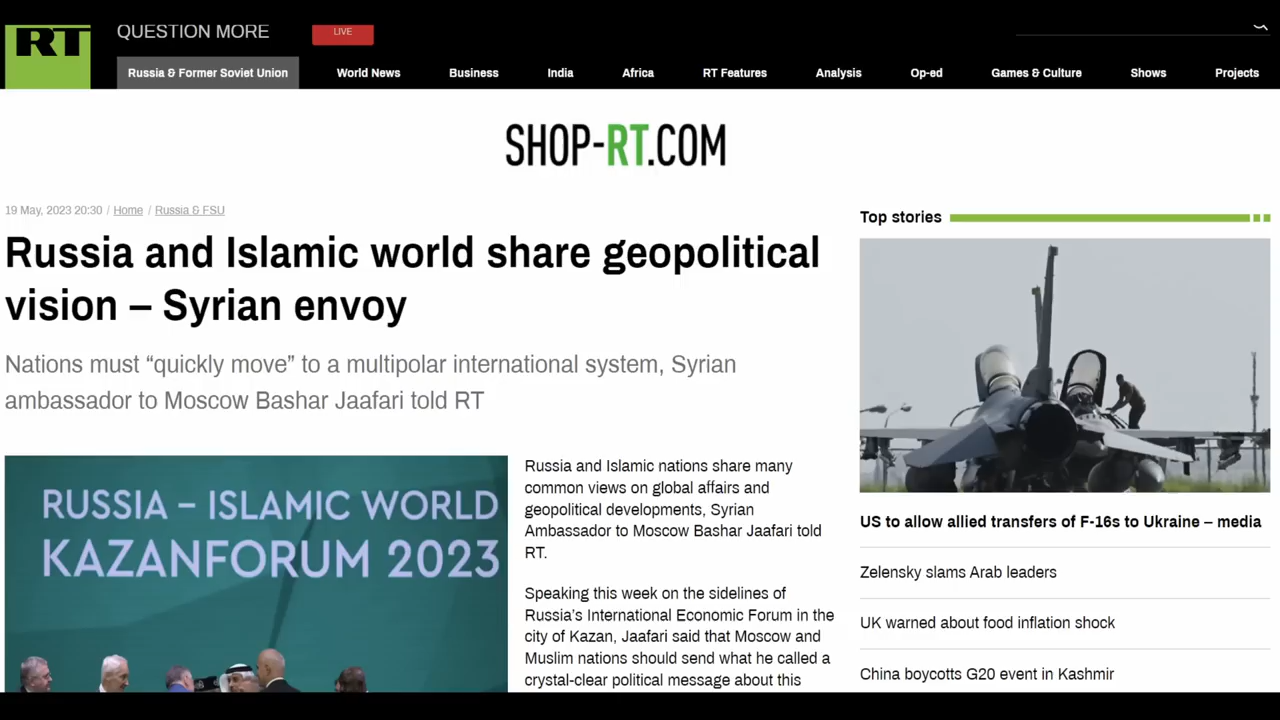 RT
QUESTION MORE
LIVE
Russia & Former Soviet Union
World News
Business
India
Africa
RT Features
Analysis
Op-ed
Games & Culture
Shows
Projects
SHOP-RT.COM
19 May, 2023 20:30 / Home / Russia & FSU
Russia and Islamic world share geopolitical
vision – Syrian envoy
Nations must “quickly move” to a multipolar international system, Syrian
ambassador to Moscow Bashar Jaafari told RT
RUSSIA – ISLAMIC WORLD
KAZANFORUM 2023
Russia and Islamic nations share many
common views on global affairs and
geopolitical developments, Syrian
Ambassador to Moscow Bashar Jaafari told
RT.
Speaking this week on the sidelines of
Russia’s International Economic Forum in the
city of Kazan, Jaafari said that Moscow and
Muslim nations should send what he called a
crystal-clear political message about this
Top stories
US to allow allied transfers of F-16s to Ukraine – media
Zelensky slams Arab leaders
UK warned about food inflation shock
China boycotts G20 event in Kashmir